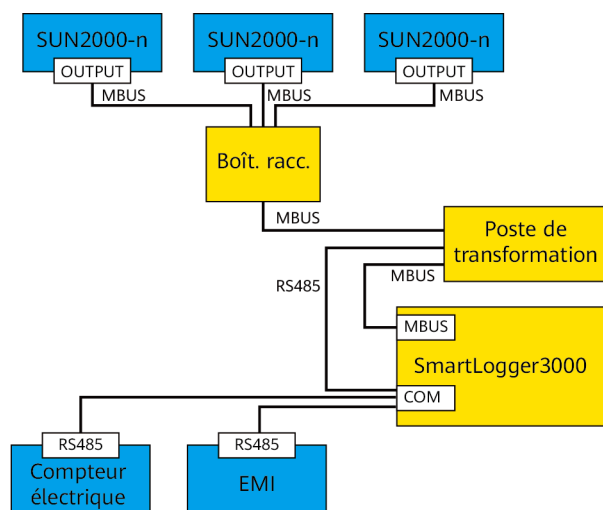 SUN2000-n
SUN2000-n
SUN2000-n
OUTPUT
OUTPUT
OUTPUT
MBUS
MBUS
MBUS
Boît. racc.
MBUS
Poste de
transformation
MBUS
RS485
MBUS
SmartLogger3000
COM
RS485
RS485
Compteur
électrique
EMI